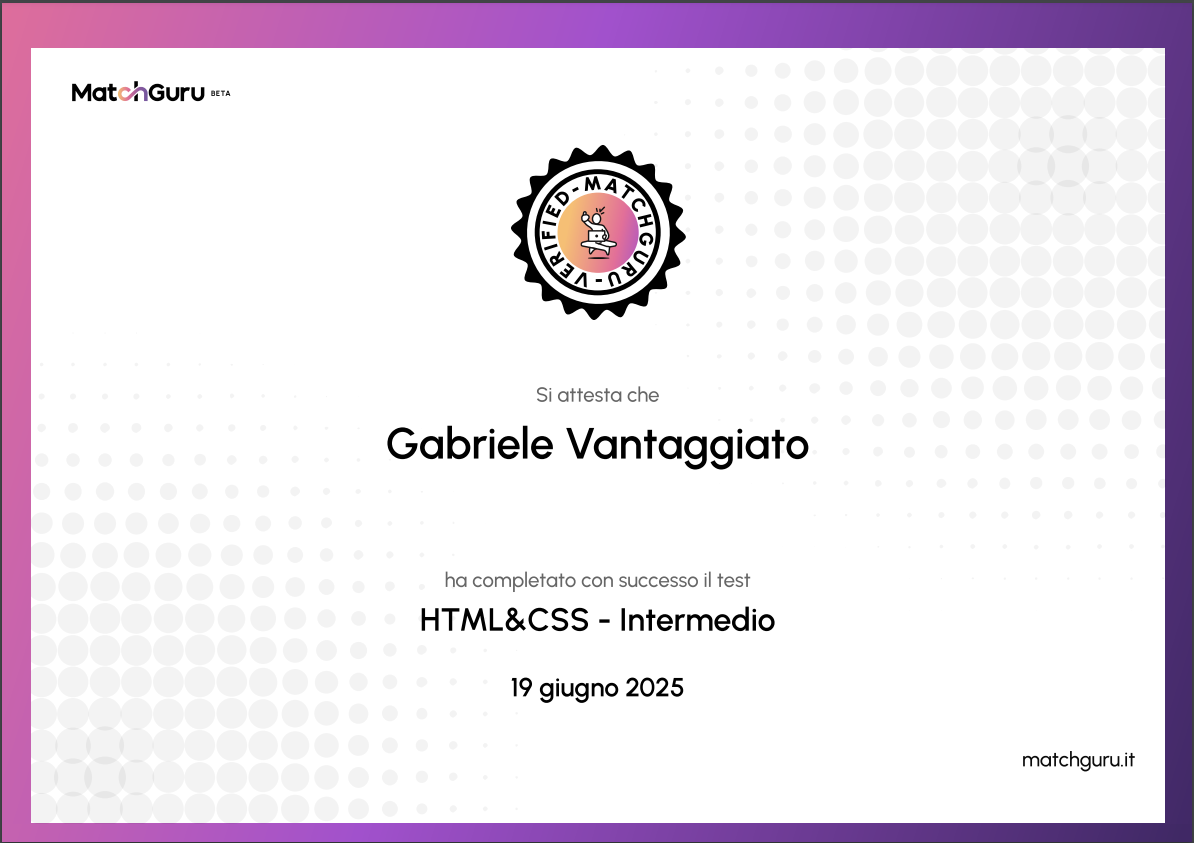 MatchGuru BETA
VERIFIED-MATCHGURU-
Si attesta che
Gabriele Vantaggiato
ha completato con successo il test
HTML&CSS - Intermedio
19 giugno 2025
matchguru.it